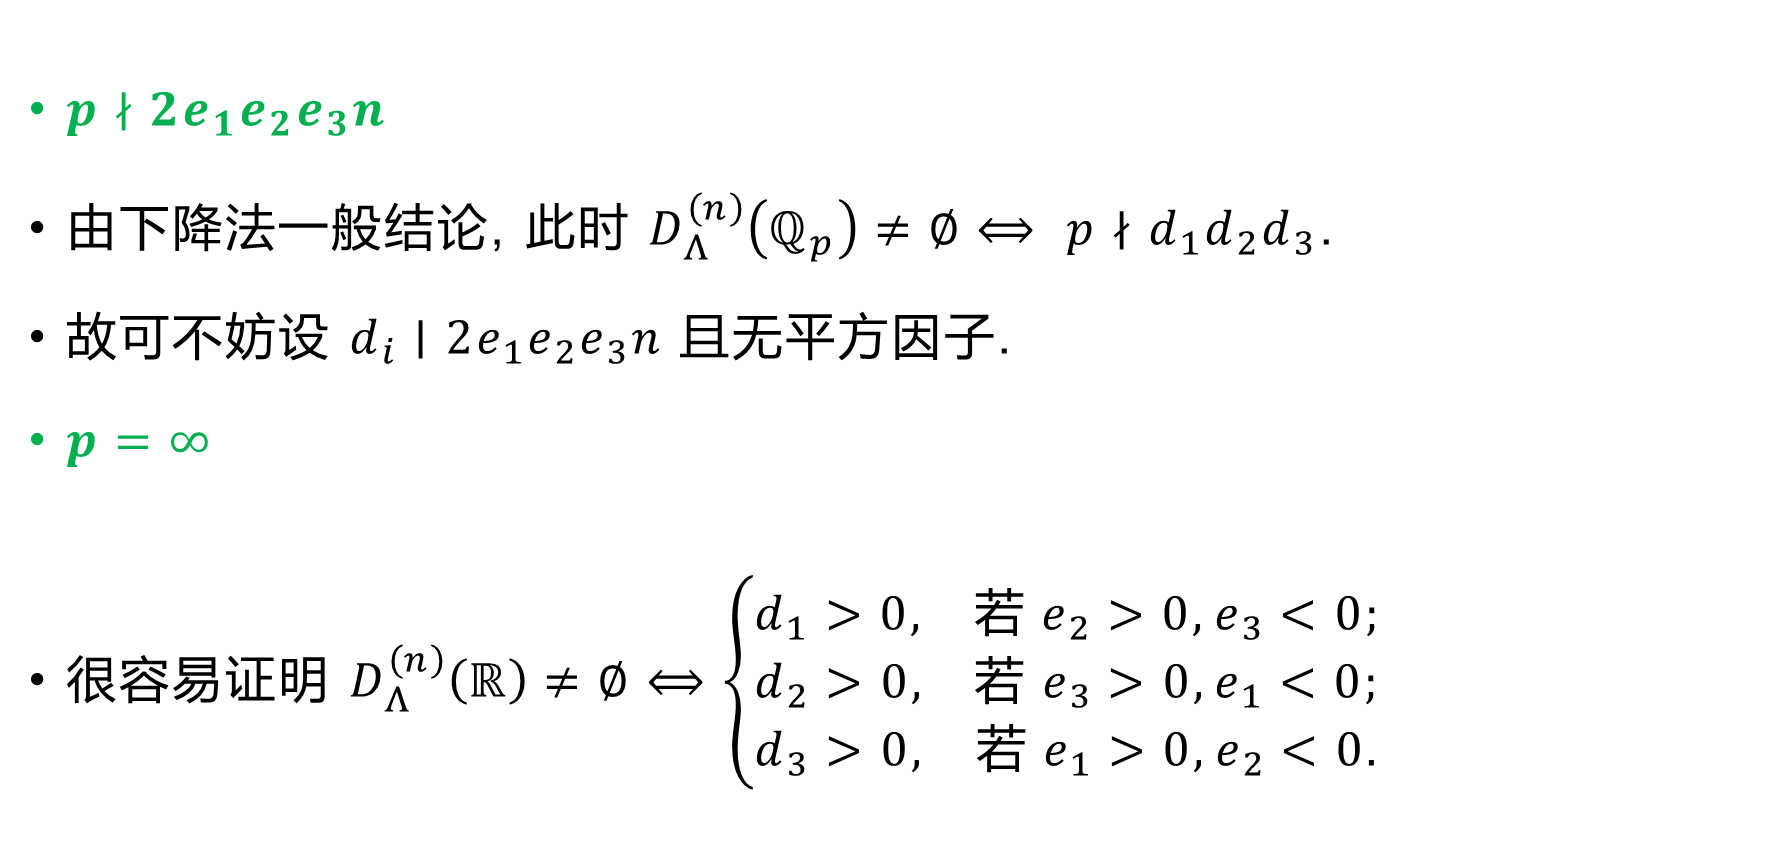 • p ∤ 2e₁e₂e₃n
• 由下降法一般结论, 此时 D_Λ^(n)(ℚ_p) ≠ ∅ ⟺ p ∤ d₁d₂d₃.
• 故可不妨设 d_i ∣ 2e₁e₂e₃n 且无平方因子.
• p = ∞
• 很容易证明 D_Λ^(n)(ℝ) ≠ ∅ ⟺ { d₁ > 0, 若 e₂ > 0, e₃ < 0;
d₂ > 0, 若 e₃ > 0, e₁ < 0;
d₃ > 0, 若 e₁ > 0, e₂ < 0.